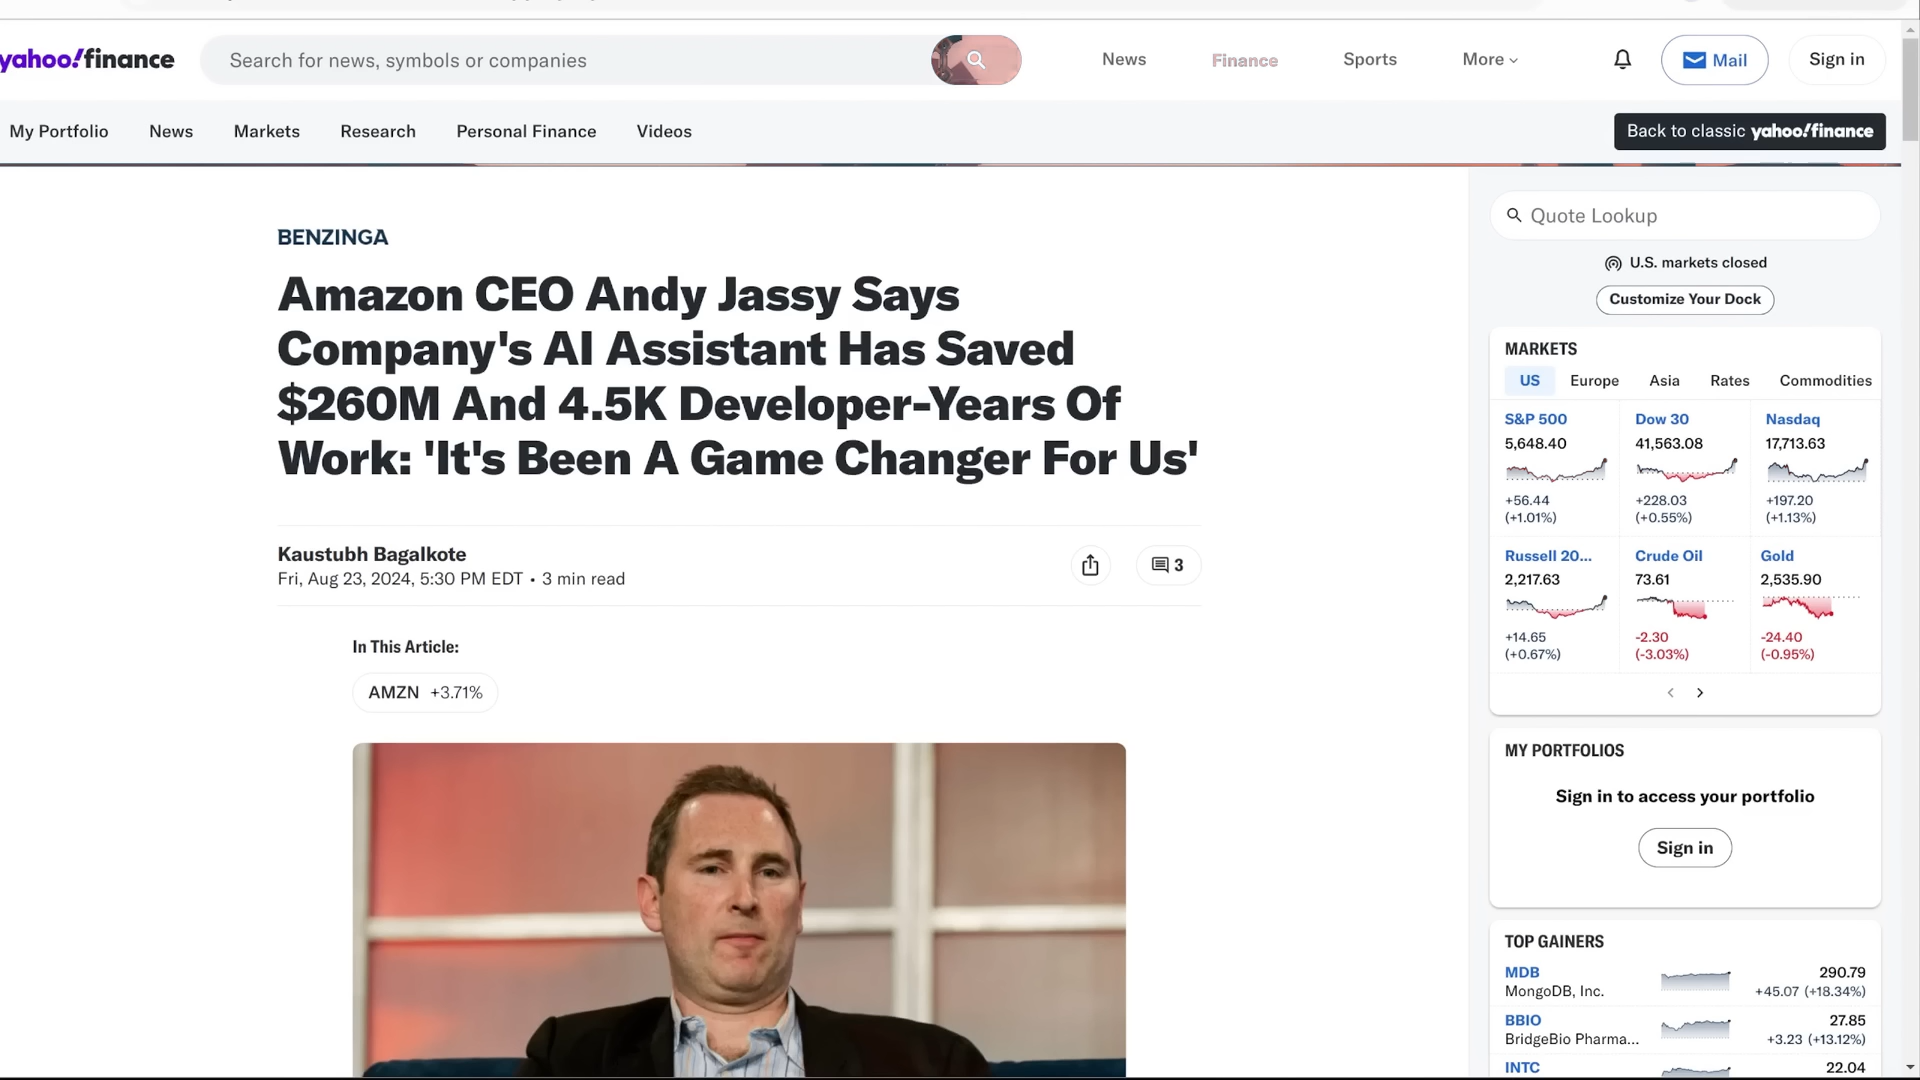 yahoo!finance
Search for news, symbols or companies
News
Finance
Sports
More
Mail
Sign in
My Portfolio
News
Markets
Research
Personal Finance
Videos
Back to classic yahoo!finance
BENZINGA
Amazon CEO Andy Jassy Says
Company's AI Assistant Has Saved
$260M And 4.5K Developer-Years Of
Work: 'It's Been A Game Changer For Us'
Kaustubh Bagalkote
Fri, Aug 23, 2024, 5:30 PM EDT • 3 min read
3
In This Article:
AMZN +3.71%
Quote Lookup
U.S. markets closed
Customize Your Dock
MARKETS
US Europe Asia Rates Commodities
S&P 500
5,648.40
+56.44
(+1.01%)
Dow 30
41,563.08
+228.03
(+0.55%)
Nasdaq
17,713.63
+197.20
(+1.13%)
Russell 20...
2,217.63
+14.65
(+0.67%)
Crude Oil
73.61
-2.30
(-3.03%)
Gold
2,535.90
-24.40
(-0.95%)
MY PORTFOLIOS
Sign in to access your portfolio
Sign in
TOP GAINERS
MDB 290.79
MongoDB, Inc. +45.07 (+18.34%)
BBIO 27.85
BridgeBio Pharma... +3.23 (+13.12%)
INTC 22.04